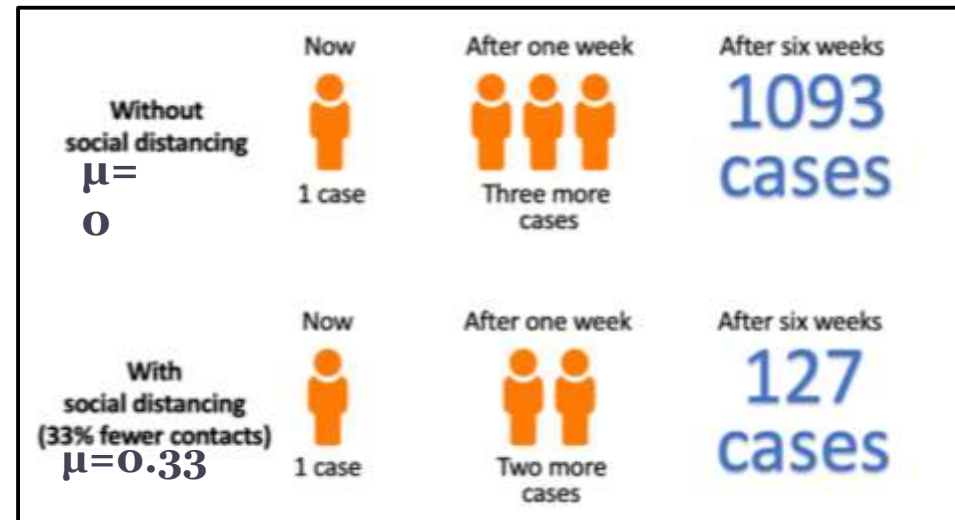 Now
After one week
After six weeks
Without
social distancing
μ=
0
1 case
Three more
cases
1093
cases
Now
After one week
After six weeks
With
social distancing
(33% fewer contacts)
μ=0.33
1 case
Two more
cases
127
cases